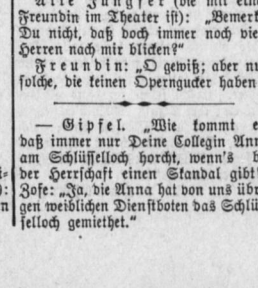 Alte Jungfer (die mit eine
Freundin im Theater ist): „Bemerk
Du nicht, daß doch immer noch vie
Herren nach mir blicken?“
Freundin: „O gewiß; aber nu
solche, die keinen Operngucker haben
— Gipfel. „Wie kommt e
daß immer nur Deine Collegin Ann
am Schlüsselloch horcht, wenn's b
der Herrschaft einen Skandal gibt
Zofe: „Ja, die Anna hat von uns übr
gen weiblichen Dienstboten das Schlü
selloch gemiethet.“